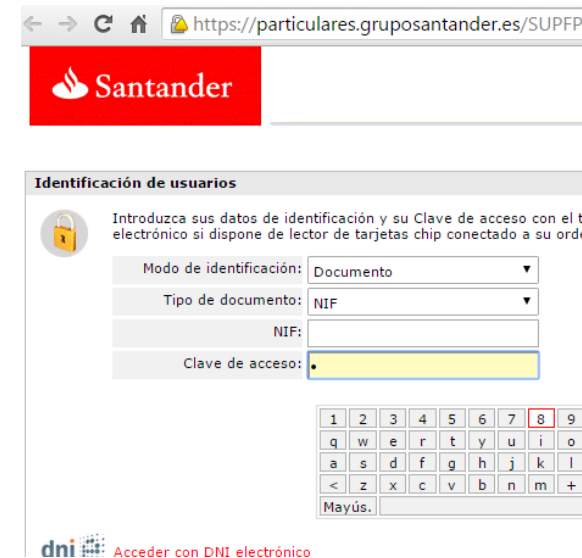 https://particulares.gruposantander.es/SUPFP
Santander
Identificación de usuarios
Introduzca sus datos de identificación y su Clave de acceso con el t
electrónico si dispone de lector de tarjetas chip conectado a su orde
Modo de identificación: Documento
Tipo de documento: NIF
NIF:
Clave de acceso: •
1 2 3 4 5 6 7 8 9
q w e r t y u i o
a s d f g h j k l
< z x c v b n m +
Mayús.
dni Acceder con DNI electrónico